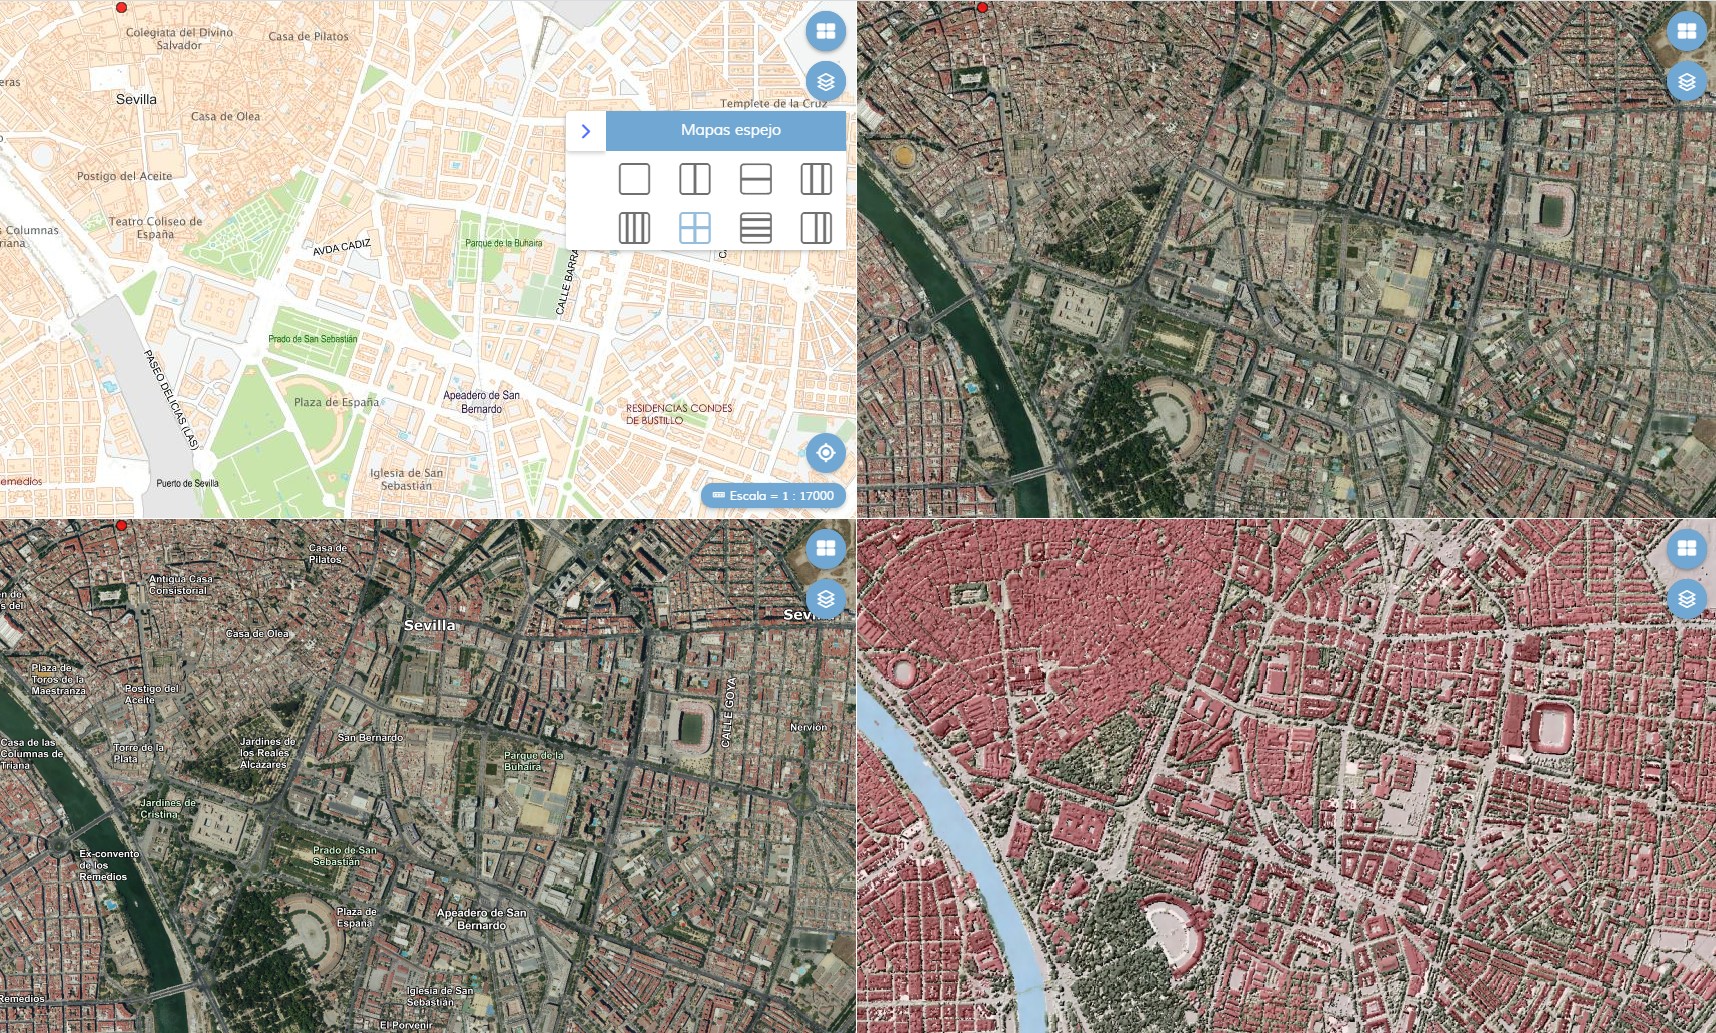 Colegiata del Divino
Salvador
Casa de Pilatos
eras
Sevilla
Templete de la Cruz
Casa de Olea
Mapas espejo
Postigo del Aceite
Teatro Coliseo de
España
s Columnas
riana
AVDA CADIZ
Parque de la Buhaira
CALLE BARRA
Prado de San Sebastián
PASEO DELICIAS (LAS)
Plaza de España
Apeadero de San
Bernardo
RESIDENCIAS CONDES
DE BUSTILLO
Iglesia de San
Sebastián
emedios
Puerto de Sevilla
Escala = 1 : 17000
Casa de
Pilatos
Antigua Casa
Consistorial
en de
s del
Sevilla
Sevi
Casa de Olea
Plaza de
Toros de la
Maestranza
Postigo del
Aceite
CALLE GOYA
Nervión
Casa de las
Columnas de
Triana
Torre de la
Plata
Jardines de
los Reales
Alcázares
San Bernardo
Parque de la
Buhaira
Jardines de
Cristina
Ex-convento
de los
Remedios
Prado de San
Sebastián
Plaza de
España
Apeadero de San
Bernardo
Remedios
Iglesia de San
Sebastián
El Porvenir